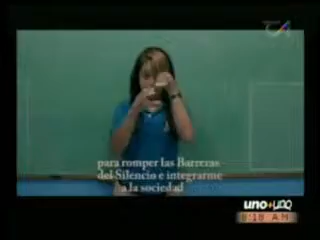 para romper las Barreras
del Silencio e integrarme
a la sociedad
uno+uno
8:18 AM